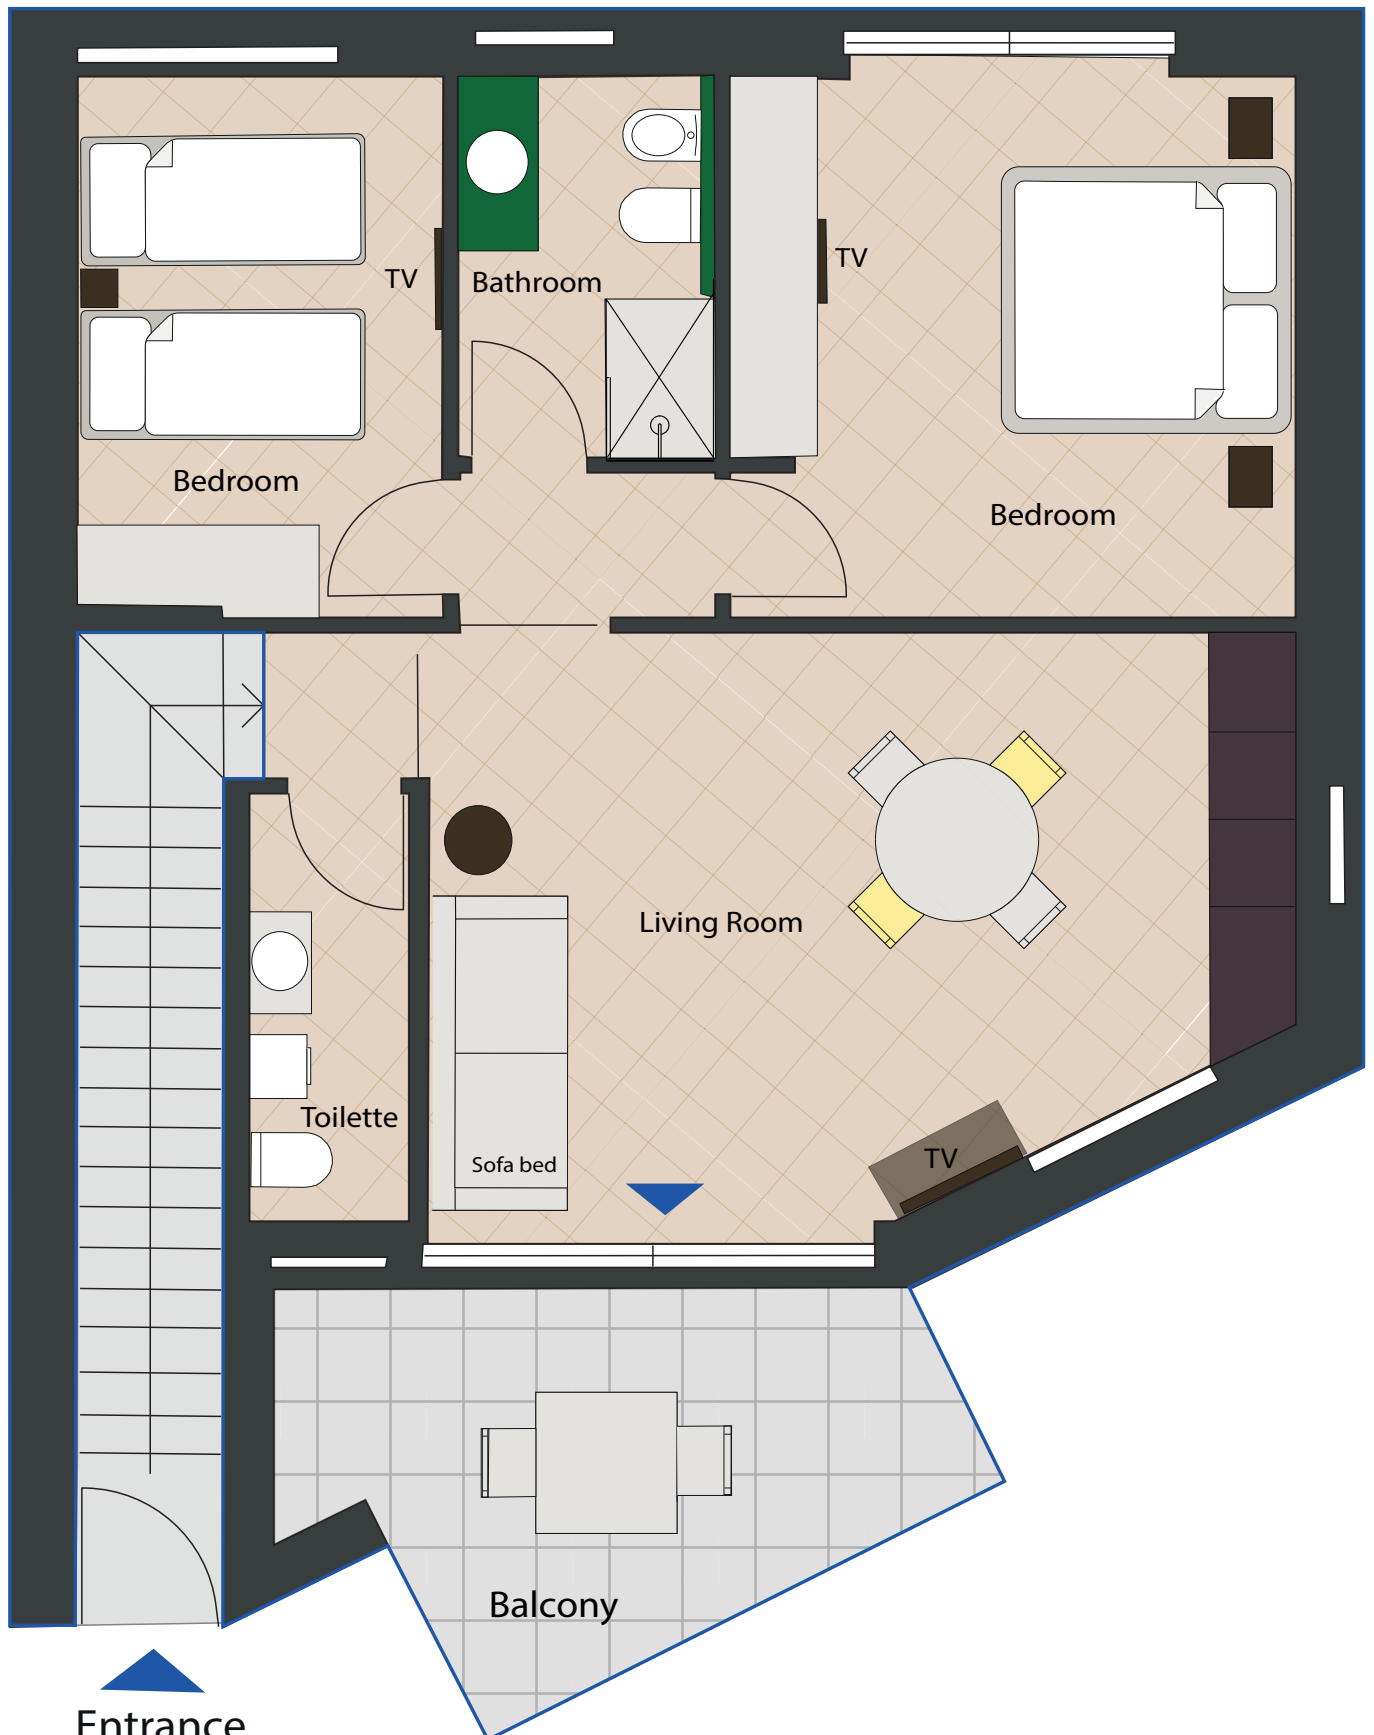 TV
Bathroom
TV
Bedroom
Bedroom
Living Room
Toilette
Sofa bed
TV
Balcony
Entrance